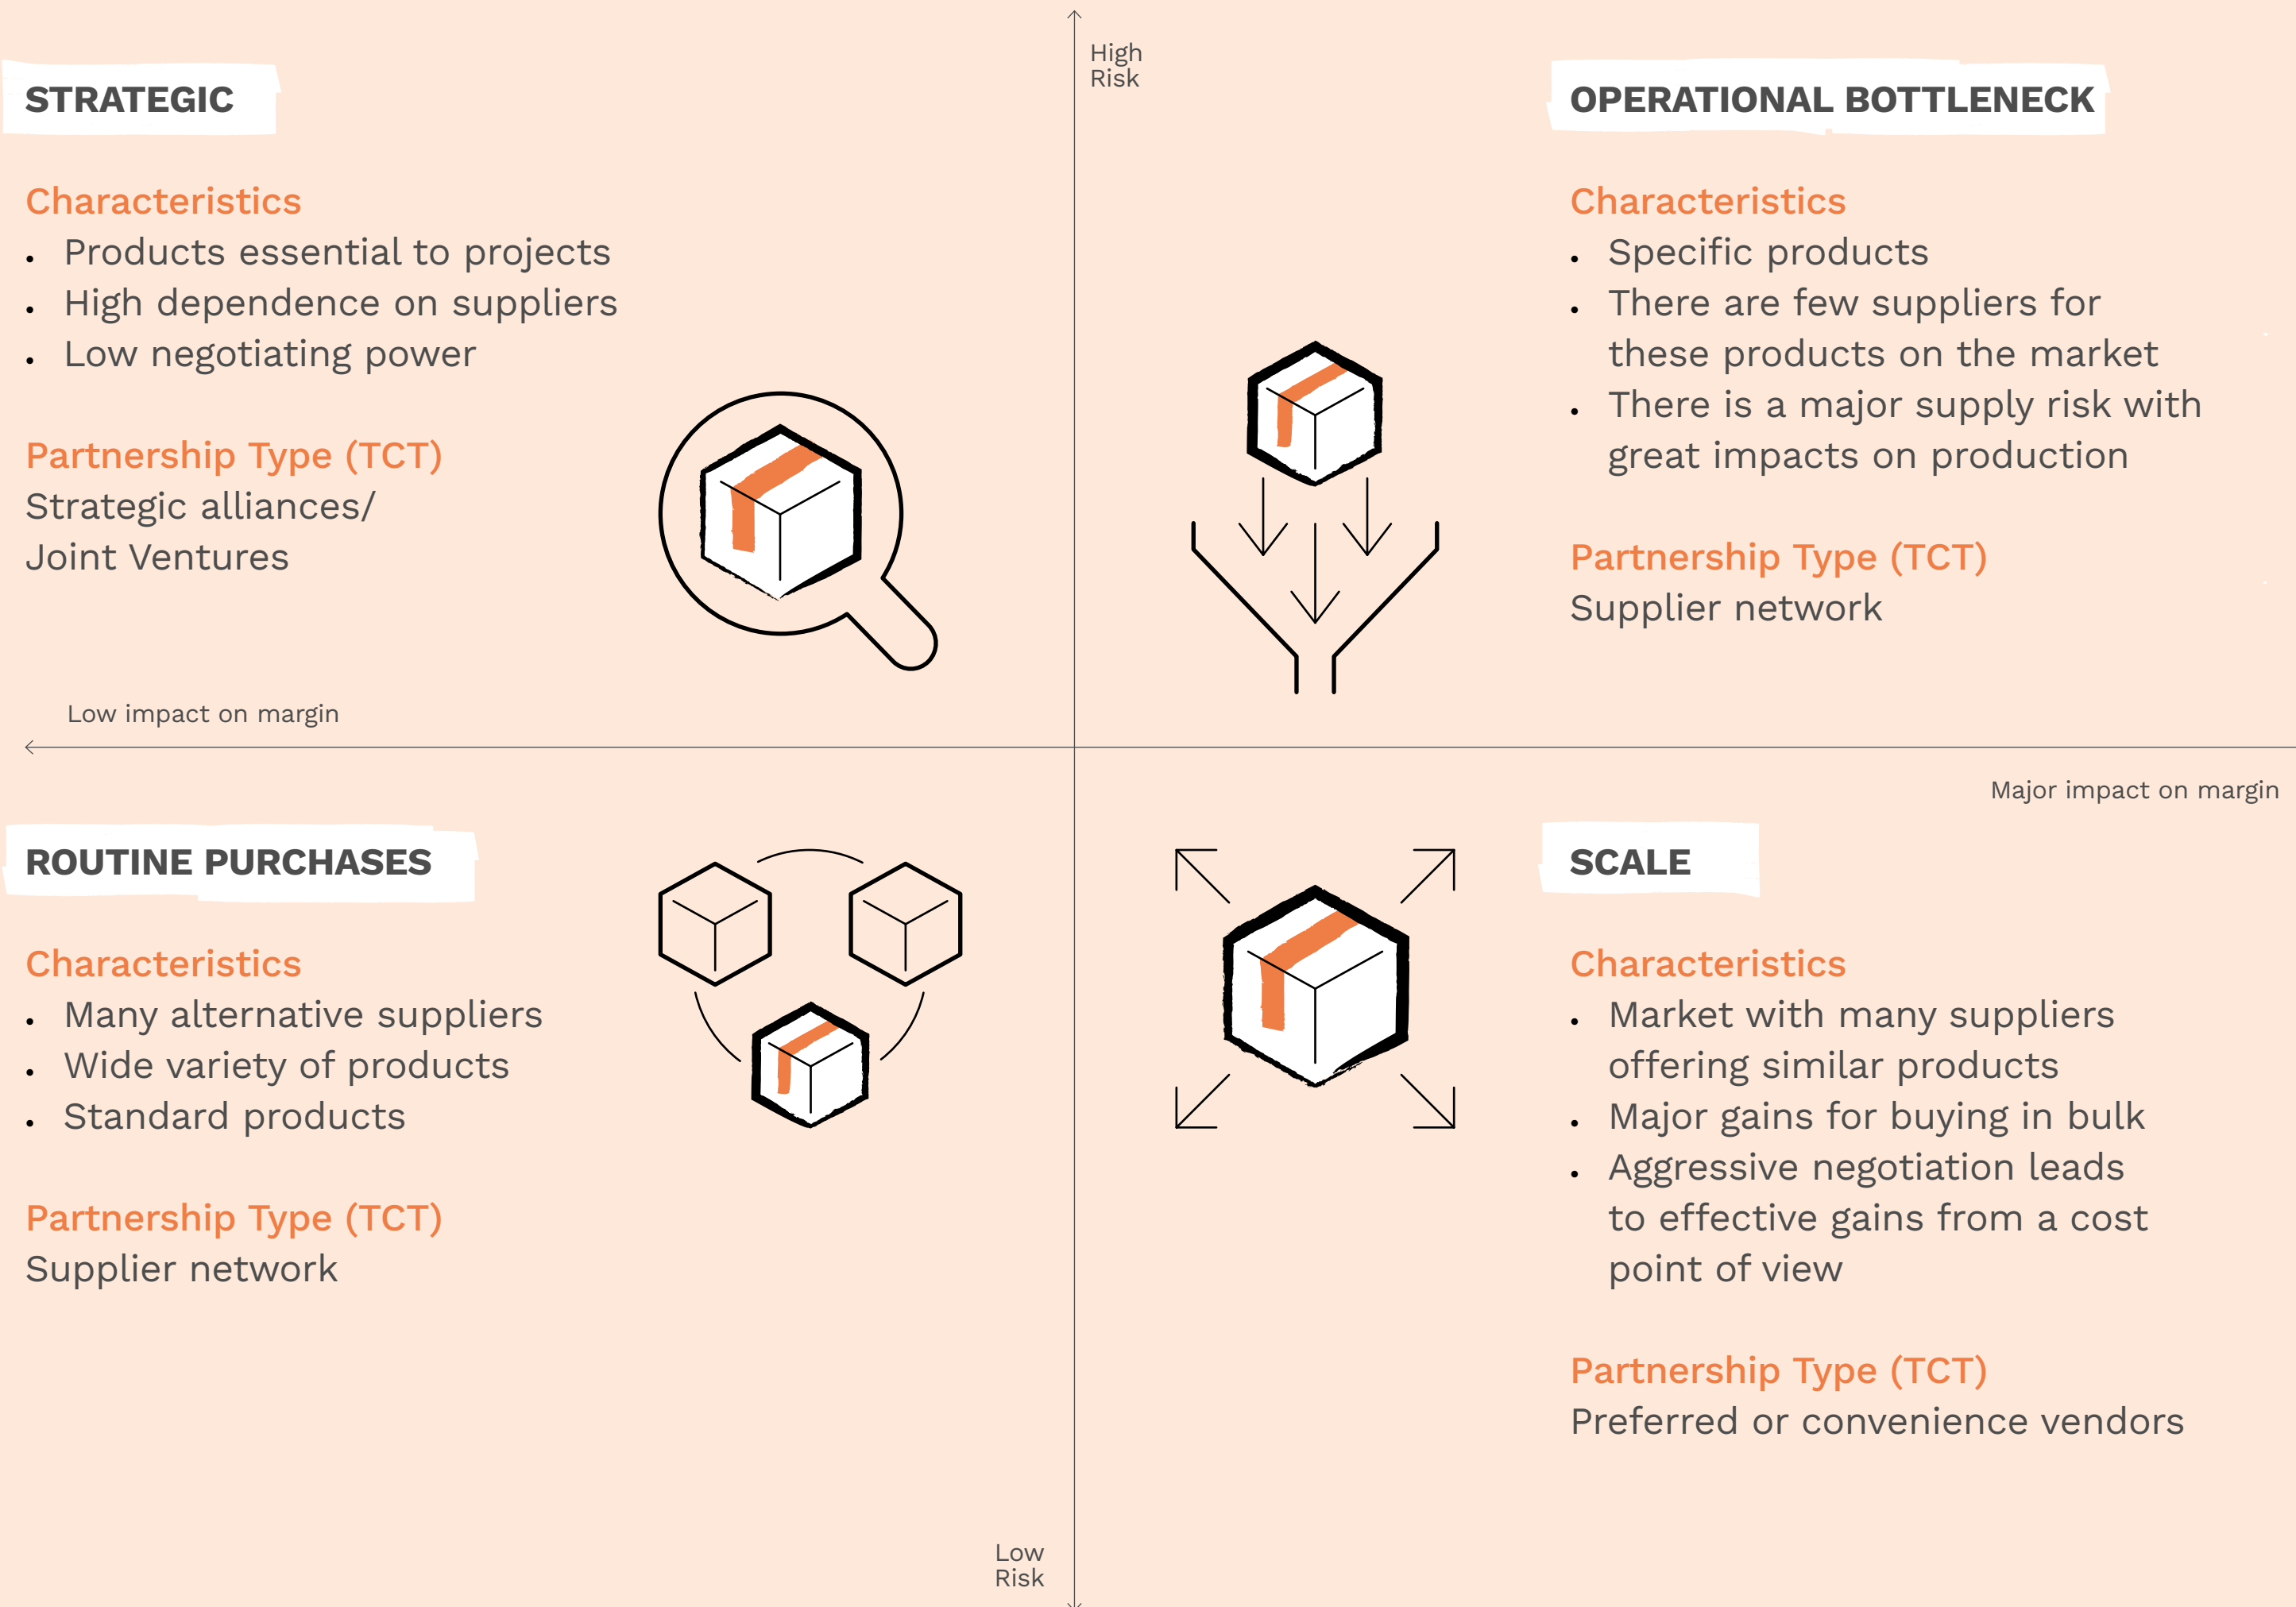 High
Risk
STRATEGIC
Characteristics
• Products essential to projects
• High dependence on suppliers
• Low negotiating power
Partnership Type (TCT)
Strategic alliances/
Joint Ventures
OPERATIONAL BOTTLENECK
Characteristics
• Specific products
• There are few suppliers for
these products on the market
• There is a major supply risk with
great impacts on production
Partnership Type (TCT)
Supplier network
Low impact on margin
Major impact on margin
ROUTINE PURCHASES
Characteristics
• Many alternative suppliers
• Wide variety of products
• Standard products
Partnership Type (TCT)
Supplier network
SCALE
Characteristics
• Market with many suppliers
offering similar products
• Major gains for buying in bulk
• Aggressive negotiation leads
to effective gains from a cost
point of view
Partnership Type (TCT)
Preferred or convenience vendors
Low
Risk